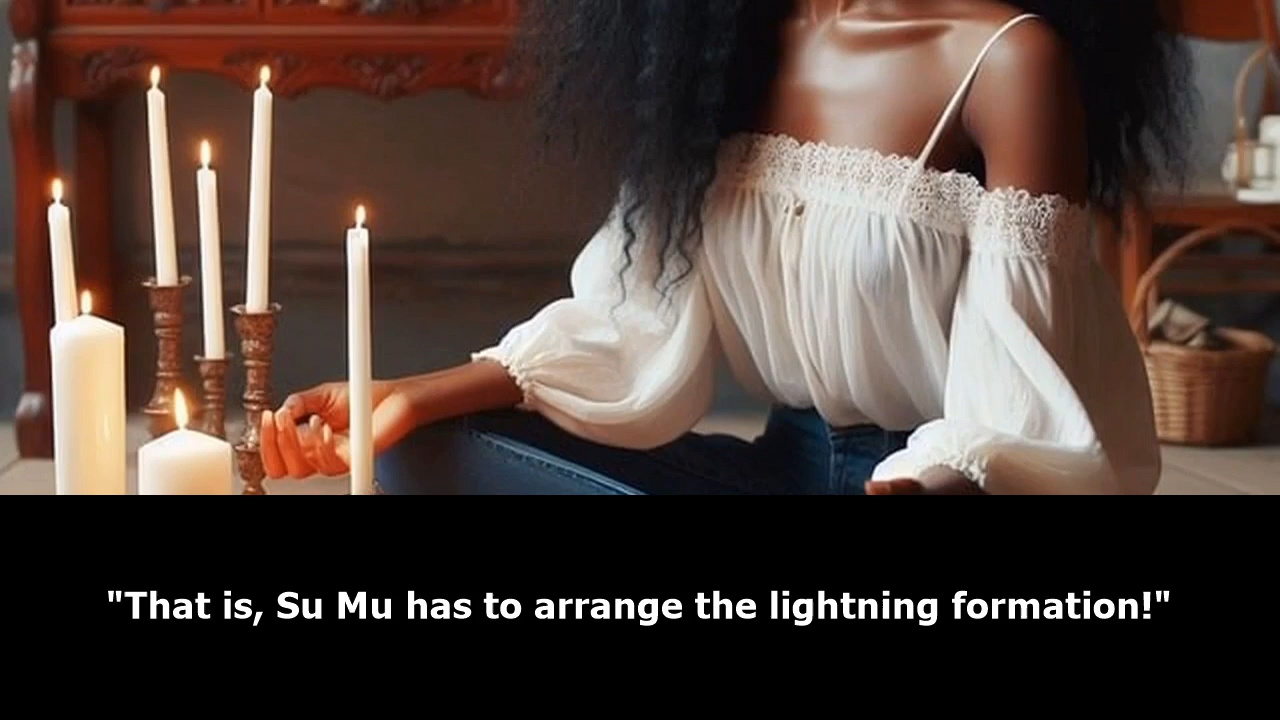 "That is, Su Mu has to arrange the lightning formation!"